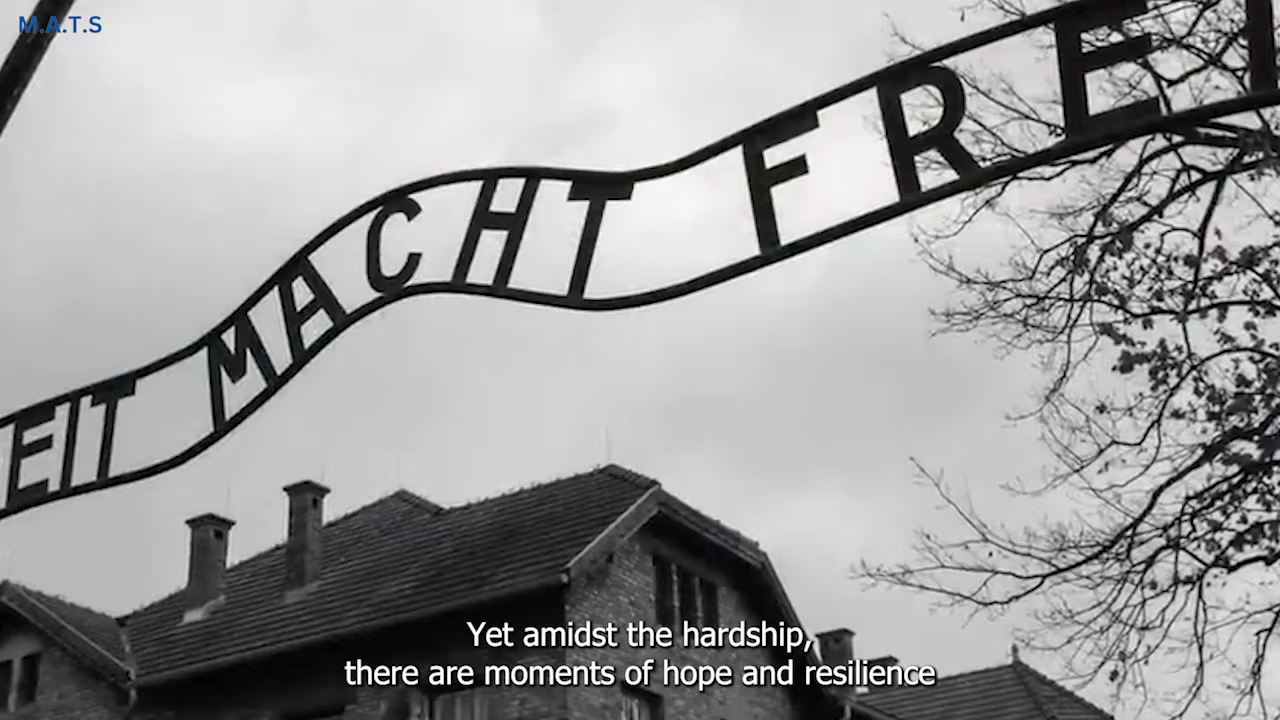 M.A.T.S
EIT MACHT FREI
Yet amidst the hardship,
there are moments of hope and resilience